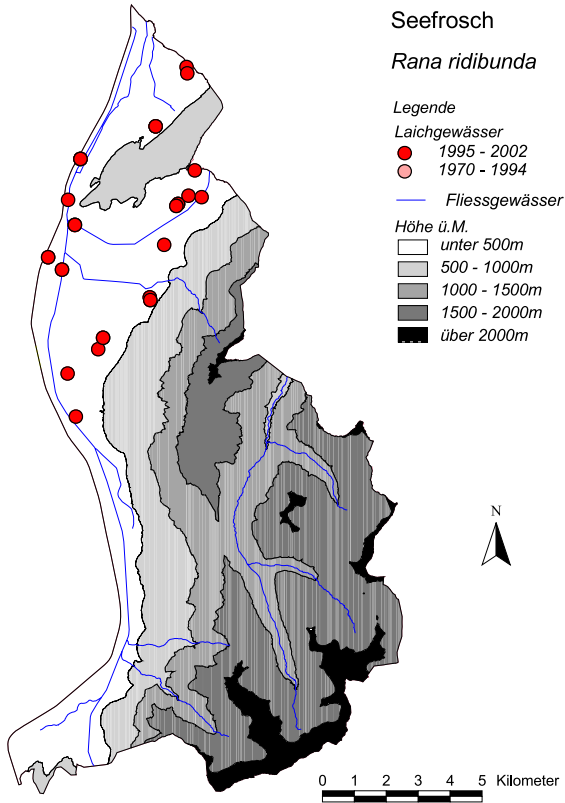 Seefrosch
Rana ridibunda
Legende
Laichgewässer
1995 - 2002
1970 - 1994
Fliessgewässer
Höhe ü.M.
unter 500m
500 - 1000m
1000 - 1500m
1500 - 2000m
über 2000m
N
0 1 2 3 4 5 Kilometer